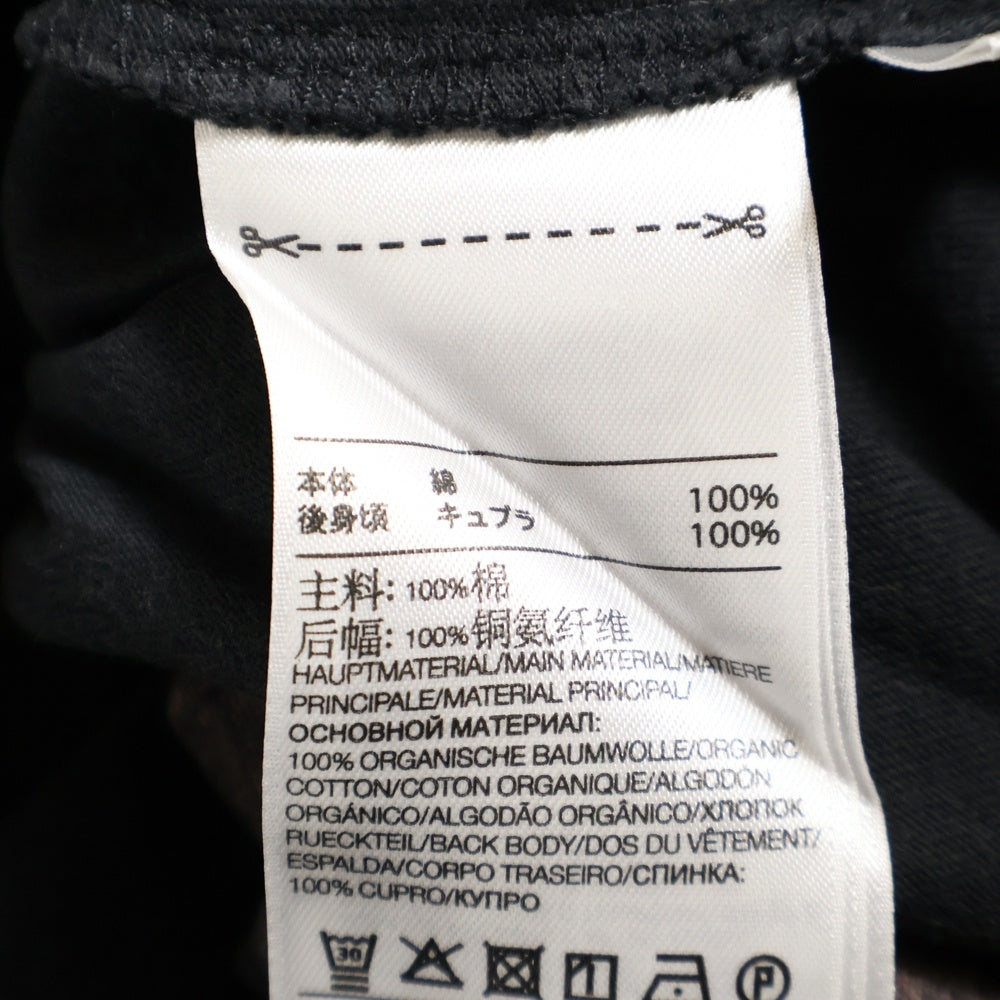 本体 綿 100%
後身頃 キュプラ 100%
主料: 100%棉
后幅: 100%铜氨纤维
HAUPTMATERIAL/MAIN MATERIAL/MATIERE
PRINCIPALE/MATERIAL PRINCIPAL/
ОСНОВНОЙ МАТЕРИАЛ:
100% ORGANISCHE BAUMWOLLE/ORGANIC
COTTON/COTON ORGANIQUE/ALGODÓN
ORGÁNICO/ALGODÃO ORGÂNICO/ХЛОПОК
RUECKTEIL/BACK BODY/DOS DU VÊTEMENT/
ESPALDA/CORPO TRASEIRO/СПИНКА:
100% CUPRO/КУПРО
30 P